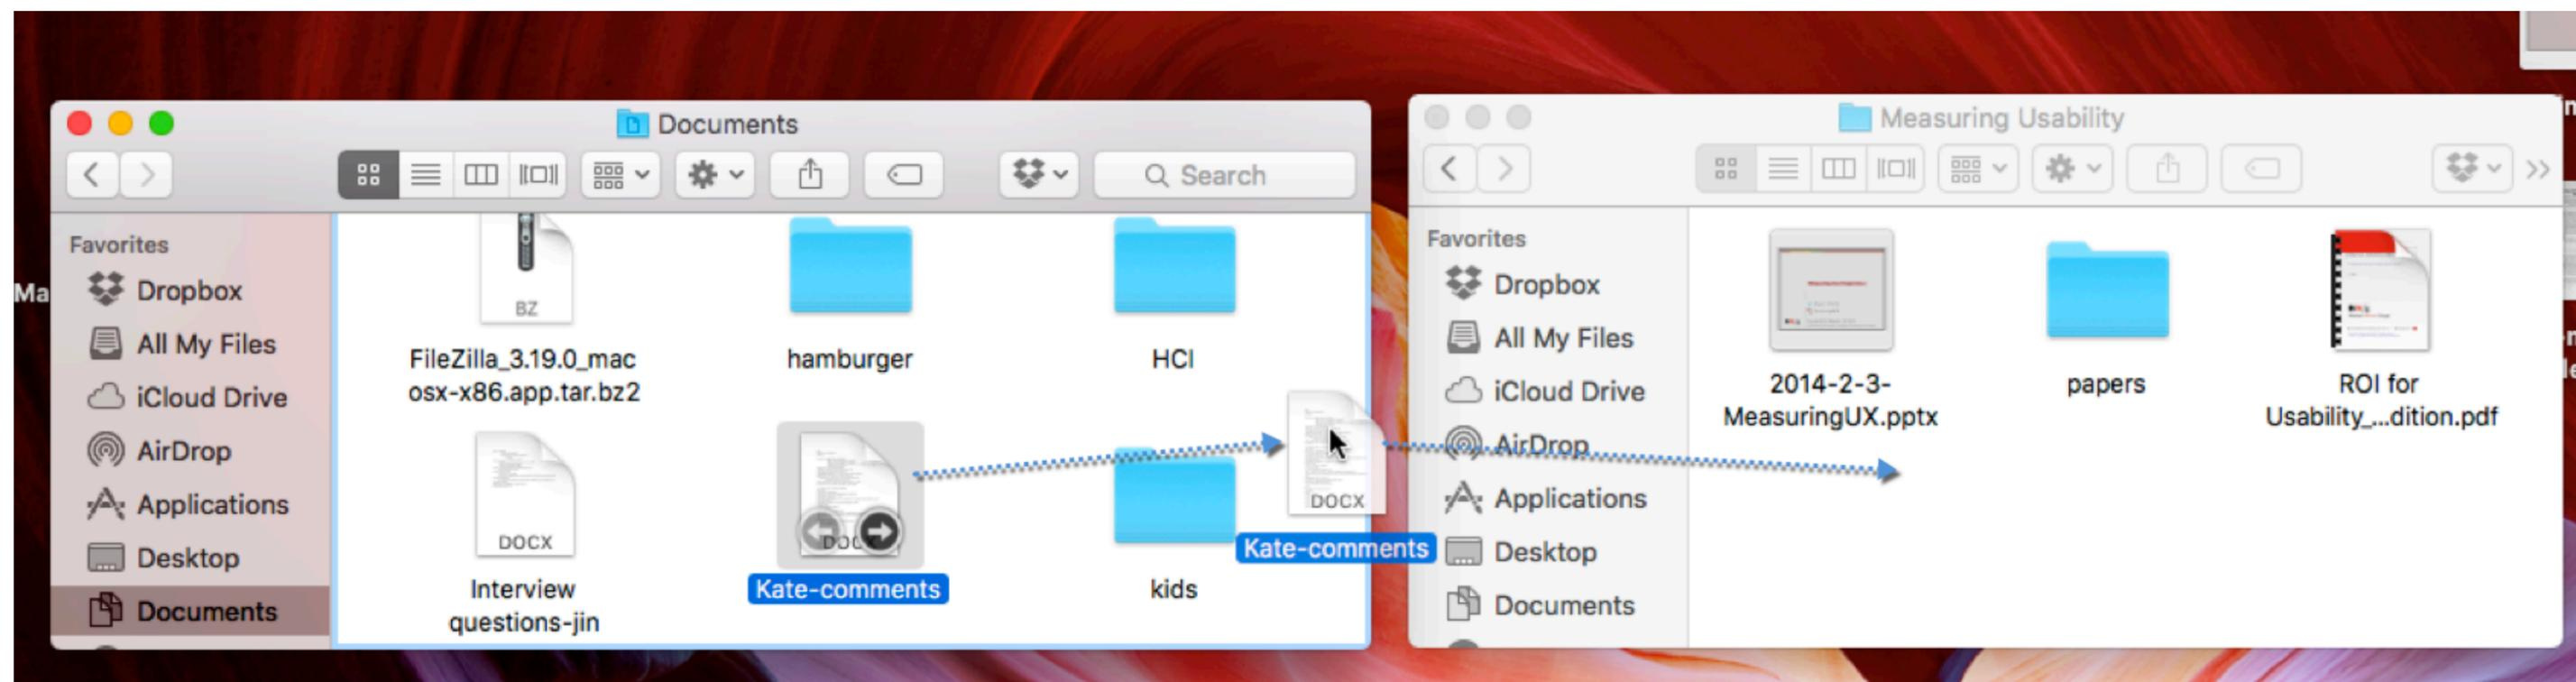 Documents
Search
Favorites
Dropbox
All My Files
iCloud Drive
AirDrop
Applications
Desktop
Documents
BZ
FileZilla_3.19.0_mac
osx-x86.app.tar.bz2
hamburger
HCI
DOCX
Interview
questions-jin
Kate-comments
kids
DOCX
Kate-comments
Measuring Usability
Favorites
Dropbox
All My Files
iCloud Drive
AirDrop
Applications
Desktop
Documents
2014-2-3-
MeasuringUX.pptx
papers
ROI for
Usability_...dition.pdf
Ma